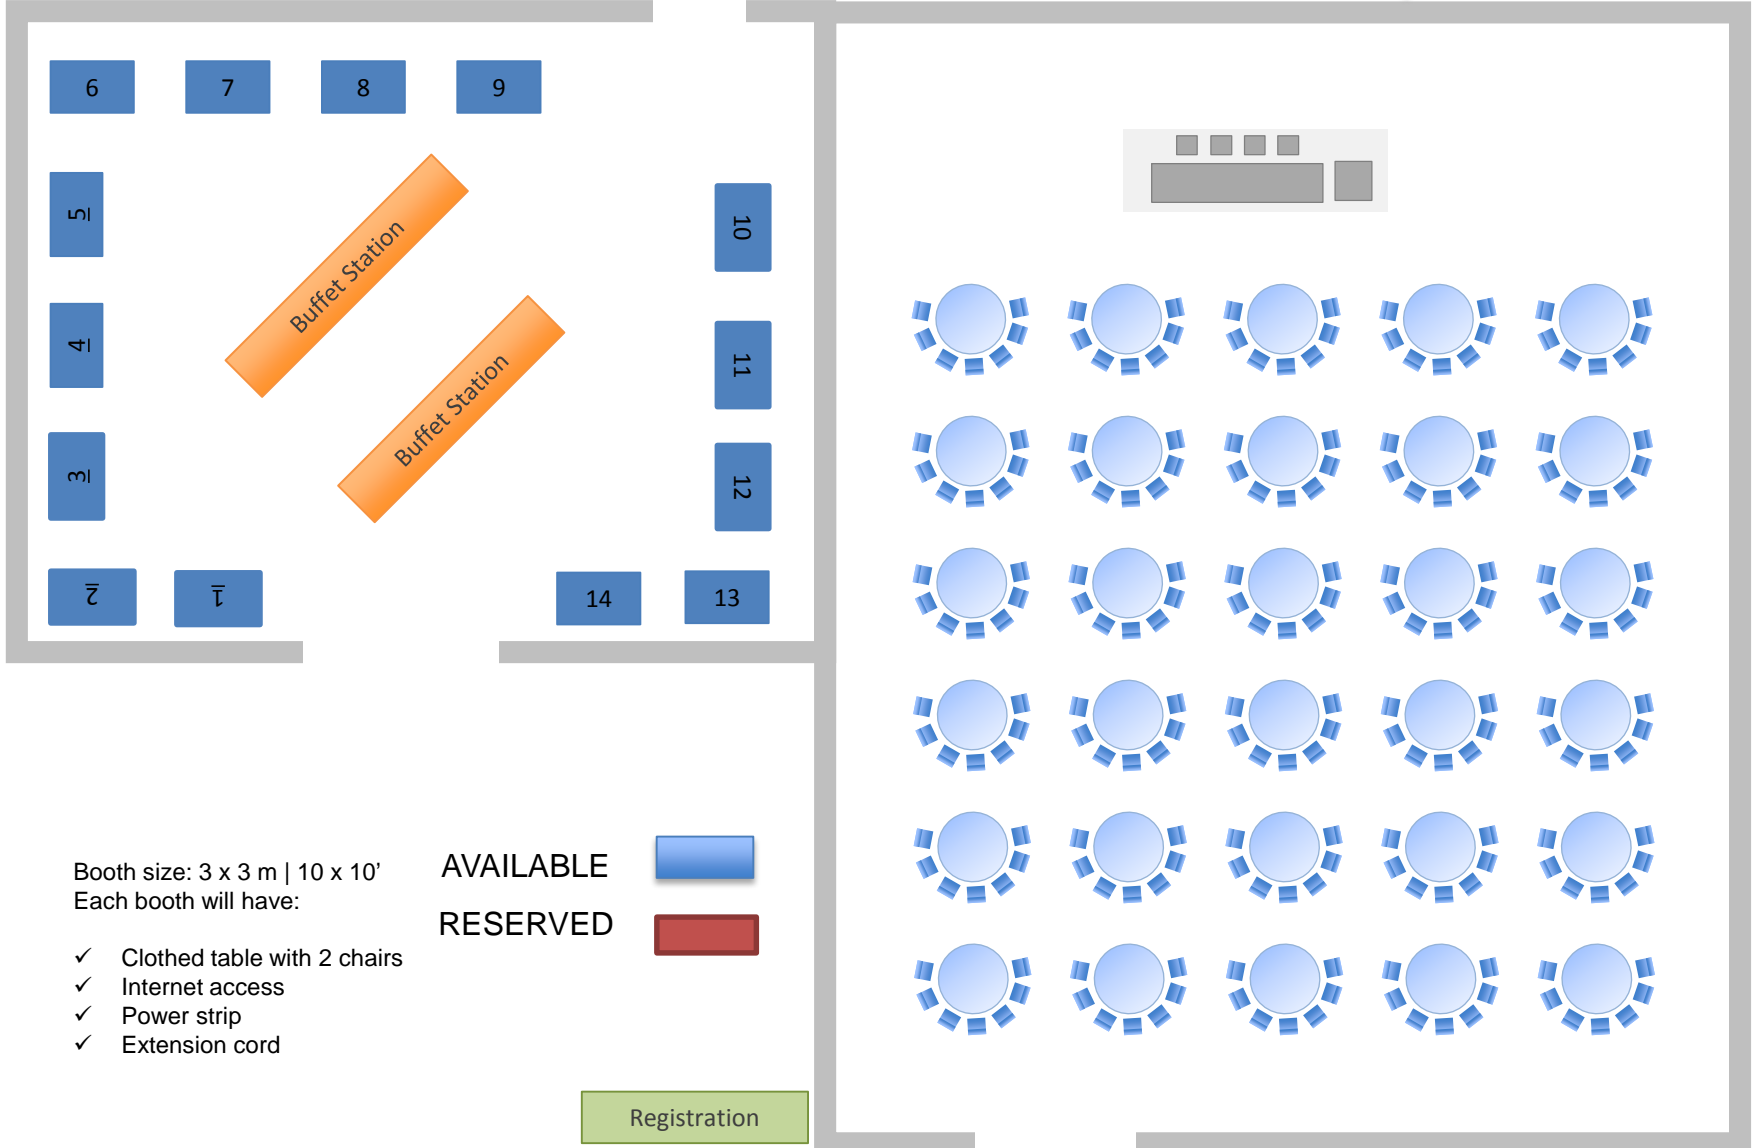 6
7
8
9
5
10
Buffet Station
4
11
Buffet Station
3
12
2
1
14
13
Booth size: 3 x 3 m | 10 x 10’
Each booth will have:
✓ Clothed table with 2 chairs
✓ Internet access
✓ Power strip
✓ Extension cord
AVAILABLE
RESERVED
Registration